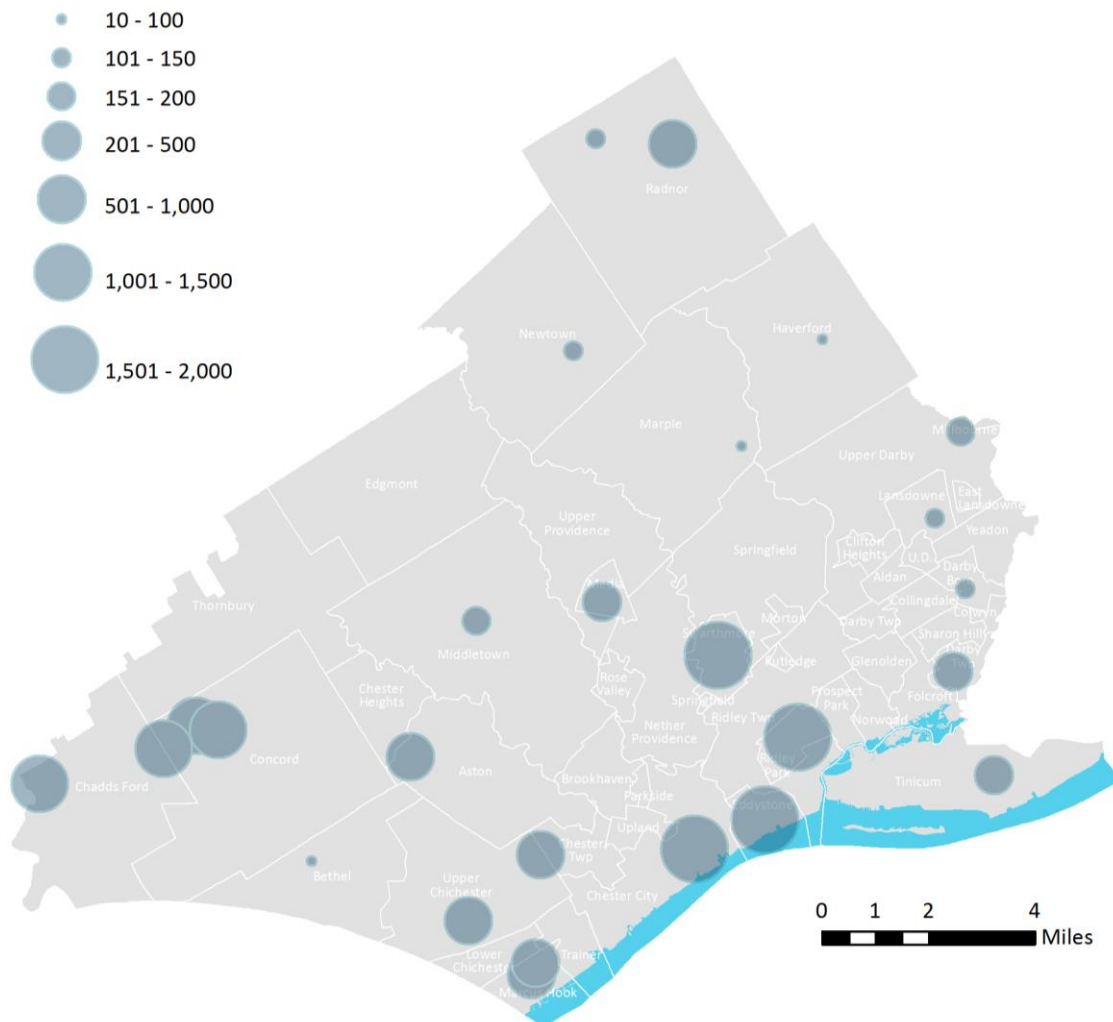 10 - 100
101 - 150
151 - 200
201 - 500
501 - 1,000
1,001 - 1,500
1,501 - 2,000
Radnor
Newtown
Haverford
Marple
Millbourne
Upper Darby
Edgmont
Lansdowne
East
Lansdowne
Upper
Providence
Yeadon
Springfield
Clifton
Heights
U.D.
Darby
Aldan
Thornbury
Media
Collingdale
Colwyn
Morton
Darby Twp
Swarthmore
Sharon Hill
Darby
Twp
Middletown
Rutledge
Glenolden
Chester
Heights
Rose
Valley
Prospect
Park
Folcroft
Springfield
Ridley Twp
Norwood
Nether
Providence
Concord
Ridley
Park
Chadds Ford
Aston
Brookhaven
Tinicum
Parkside
Eddystone
Upland
Chester
Twp
Bethel
Upper
Chichester
Chester City
0 1 2 4
Miles
Lower
Chichester
Trainer
Marcus Hook